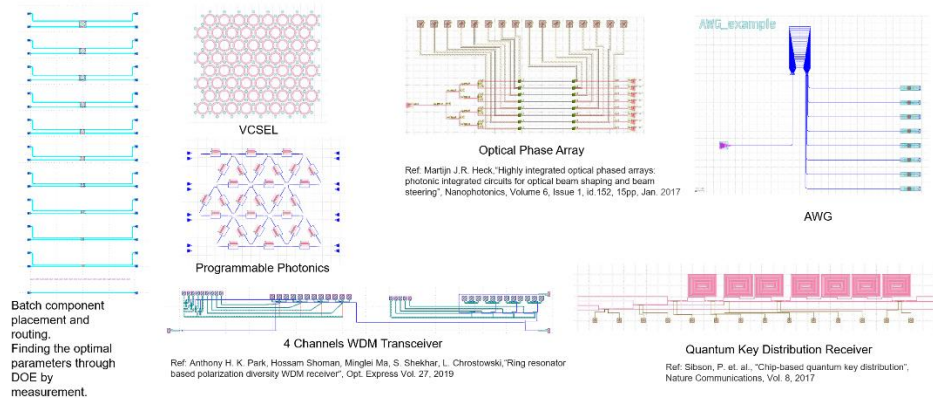 AWG_example
VCSEL
Optical Phase Array
Ref: Martijn J.R. Heck,"Highly integrated optical phased arrays:
photonic integrated circuits for optical beam shaping and beam
steering", Nanophotonics, Volume 6, Issue 1, id.152, 15pp, Jan. 2017
AWG
Programmable Photonics
Batch component
placement and
routing.
Finding the optimal
parameters through
DOE by
measurement.
4 Channels WDM Transceiver
Ref: Anthony H. K. Park, Hossam Shoman, Minglei Ma, S. Shekhar, L. Chrostowski,"Ring resonator
based polarization diversity WDM receiver", Opt. Express Vol. 27, 2019
Quantum Key Distribution Receiver
Ref: Sibson, P. et. al., "Chip-based quantum key distribution",
Nature Communications, Vol. 8, 2017